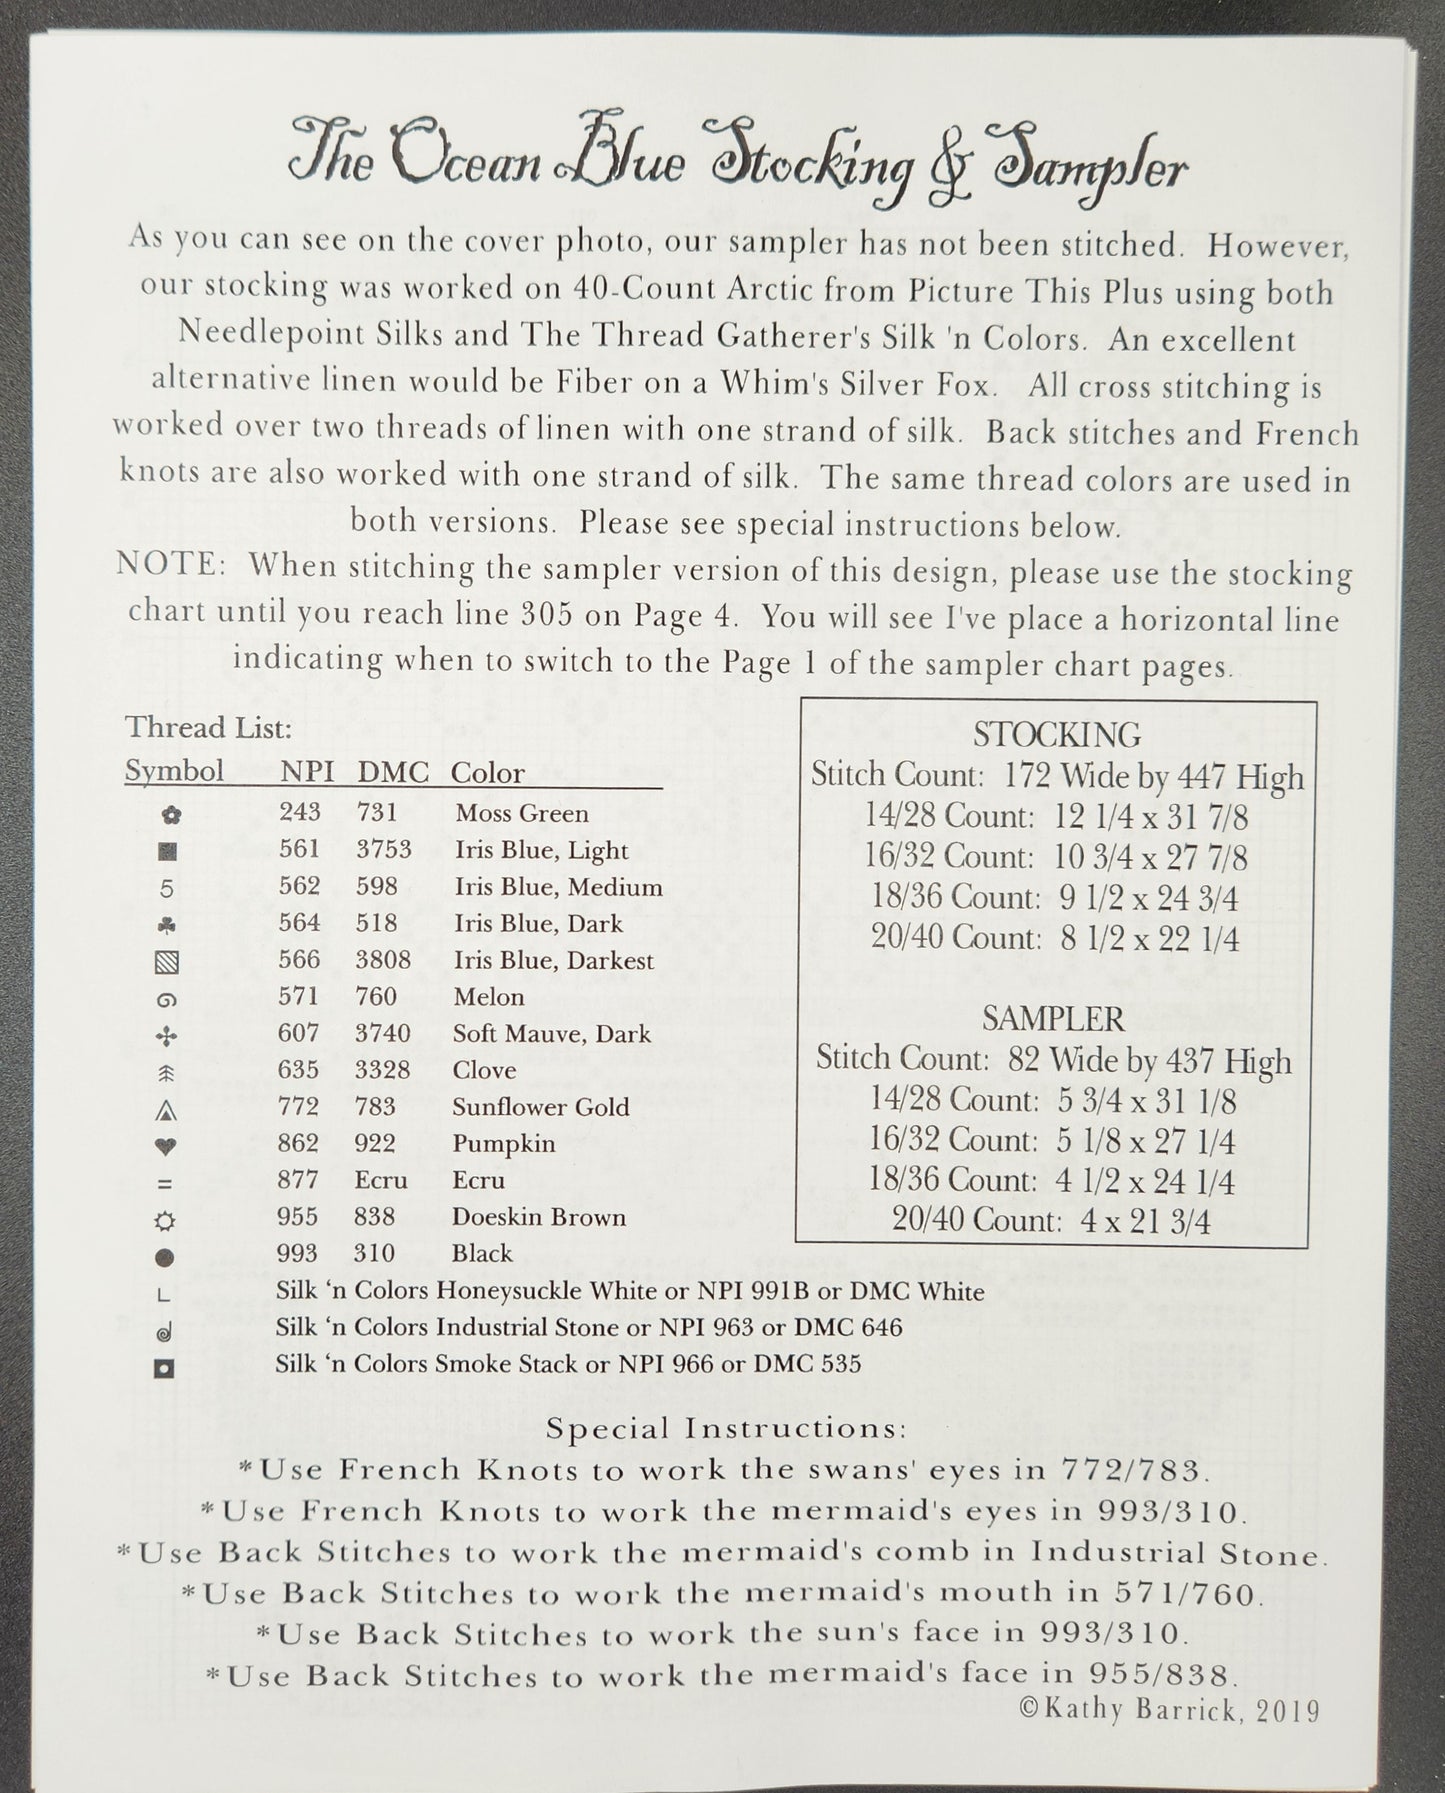 The Ocean Blue Stocking & Sampler
As you can see on the cover photo, our sampler has not been stitched. However,
our stocking was worked on 40-Count Arctic from Picture This Plus using both
Needlepoint Silks and The Thread Gatherer's Silk 'n Colors. An excellent
alternative linen would be Fiber on a Whim's Silver Fox. All cross stitching is
worked over two threads of linen with one strand of silk. Back stitches and French
knots are also worked with one strand of silk. The same thread colors are used in
both versions. Please see special instructions below.
NOTE: When stitching the sampler version of this design, please use the stocking
chart until you reach line 305 on Page 4. You will see I've place a horizontal line
indicating when to switch to the Page 1 of the sampler chart pages.
Thread List:
Symbol NPI DMC Color
243 731 Moss Green
561 3753 Iris Blue, Light
5 562 598 Iris Blue, Medium
564 518 Iris Blue, Dark
566 3808 Iris Blue, Darkest
571 760 Melon
607 3740 Soft Mauve, Dark
635 3328 Clove
772 783 Sunflower Gold
862 922 Pumpkin
= 877 Ecru Ecru
955 838 Doeskin Brown
993 310 Black
L Silk ‘n Colors Honeysuckle White or NPI 991B or DMC White
Silk ‘n Colors Industrial Stone or NPI 963 or DMC 646
Silk ‘n Colors Smoke Stack or NPI 966 or DMC 535
STOCKING
Stitch Count: 172 Wide by 447 High
14/28 Count: 12 1/4 x 31 7/8
16/32 Count: 10 3/4 x 27 7/8
18/36 Count: 9 1/2 x 24 3/4
20/40 Count: 8 1/2 x 22 1/4
SAMPLER
Stitch Count: 82 Wide by 437 High
14/28 Count: 5 3/4 x 31 1/8
16/32 Count: 5 1/8 x 27 1/4
18/36 Count: 4 1/2 x 24 1/4
20/40 Count: 4 x 21 3/4
Special Instructions:
*Use French Knots to work the swans' eyes in 772/783.
*Use French Knots to work the mermaid's eyes in 993/310.
*Use Back Stitches to work the mermaid's comb in Industrial Stone.
*Use Back Stitches to work the mermaid's mouth in 571/760.
*Use Back Stitches to work the sun's face in 993/310.
*Use Back Stitches to work the mermaid's face in 955/838.
©Kathy Barrick, 2019